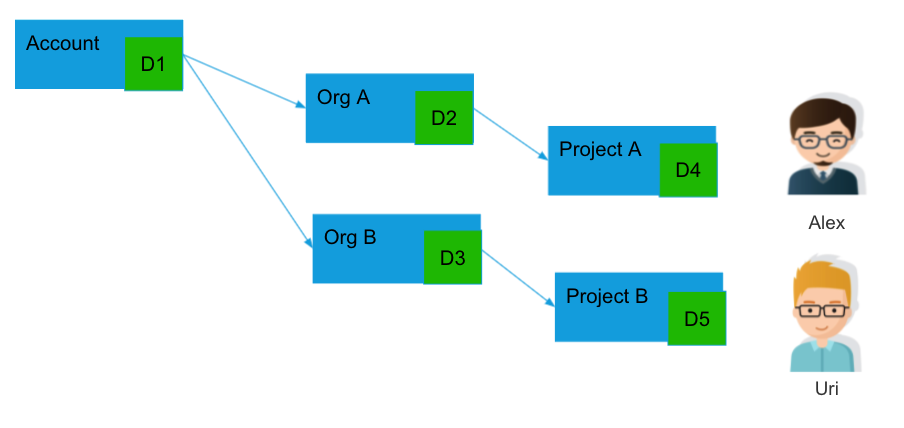 Account
D1
Org A
D2
Project A
D4
Alex
Org B
D3
Project B
D5
Uri